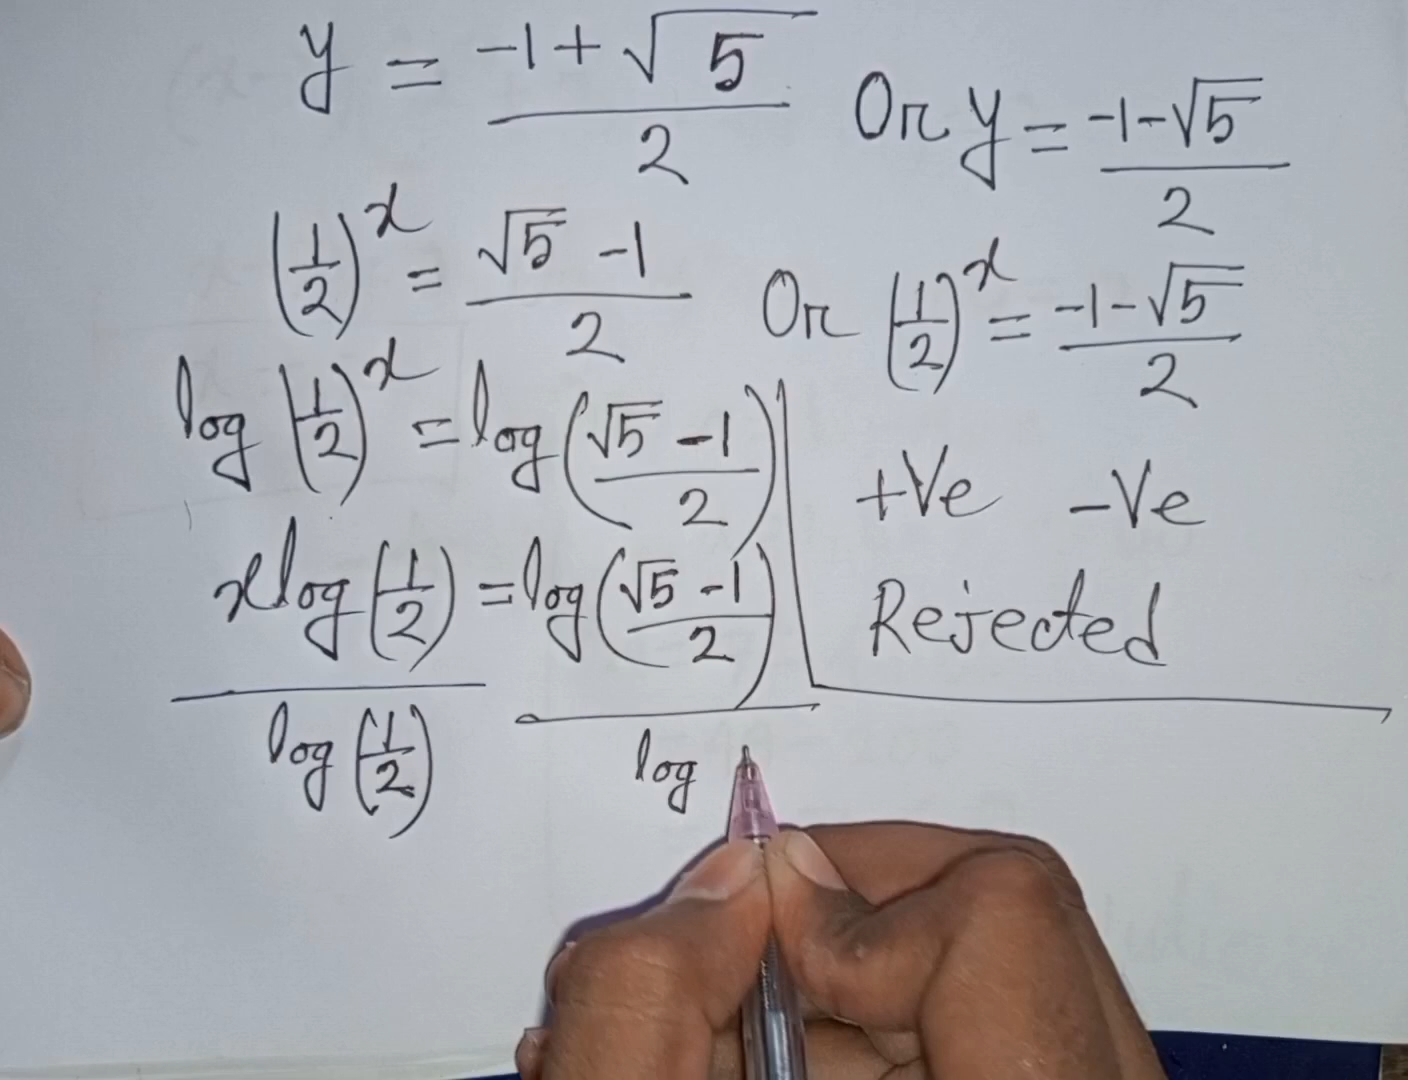 y = (-1+√5)/2 Or y = (-1-√5)/2
(1/2)^x = (√5 -1)/2 Or (1/2)^x = (-1-√5)/2
log (1/2)^x = log ((√5 -1)/2) +Ve -Ve
x log (1/2) = log ((√5 -1)/2) Rejected
log (1/2) log